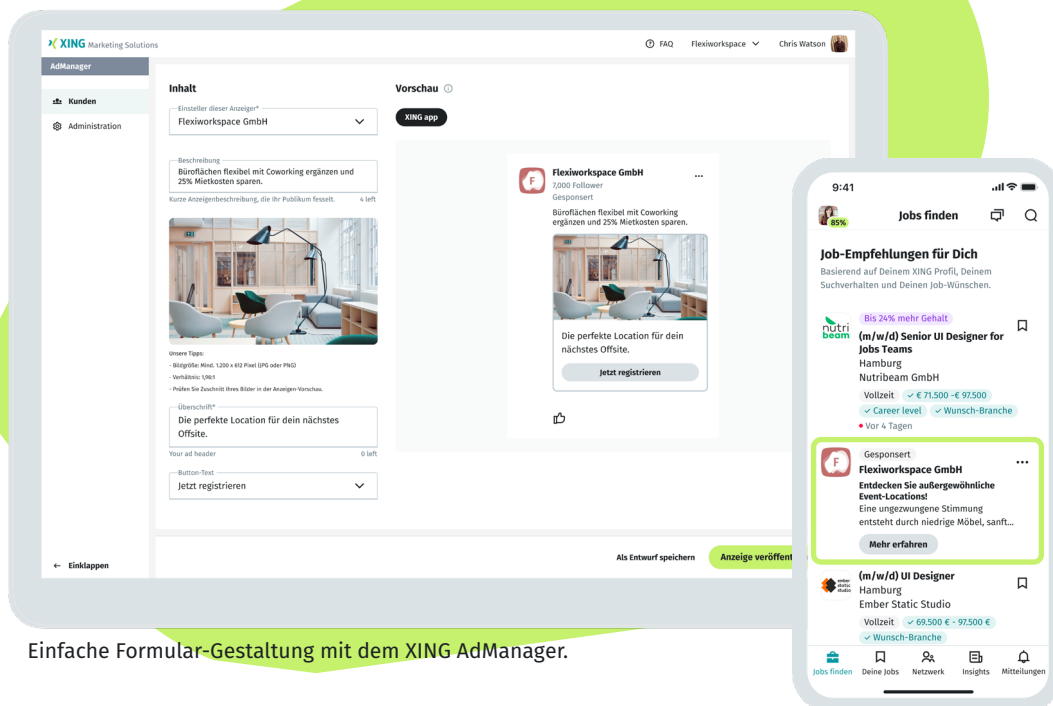 XING Marketing Solutions
FAQ
Flexiworkspace
Chris Watson
AdManager
Kunden
Administration
Einklappen
Inhalt
Einsteller dieser Anzeiger*
Flexiworkspace GmbH
Beschreibung
Büroflächen flexibel mit Coworking ergänzen und
25% Mietkosten sparen.
Kurze Anzeigenbeschreibung, die Ihr Publikum fesselt.
4 left
Unsere Tipps:
- Bildgröße: Mind. 1.200 x 612 Pixel (JPG oder PNG)
- Verhältnis: 1,98:1
- Prüfen Sie Zuschnitt Ihres Bilder in der Anzeigen-Vorschau.
Überschrift*
Die perfekte Location für dein nächstes
Offsite.
Your ad header
0 left
Button-Text
Jetzt registrieren
Vorschau
XING app
F
Flexiworkspace GmbH
7,000 Follower
Gesponsert
Büroflächen flexibel mit Coworking
ergänzen und 25% Mietkosten sparen.
Die perfekte Location für dein
nächstes Offsite.
Jetzt registrieren
Als Entwurf speichern
Anzeige veröffent
9:41
85%
Jobs finden
Job-Empfehlungen für Dich
Basierend auf Deinem XING Profil, Deinem
Suchverhalten und Deinen Job-Wünschen.
nutri
beam
Bis 24% mehr Gehalt
(m/w/d) Senior UI Designer for
Jobs Teams
Hamburg
Nutribeam GmbH
Vollzeit
€ 71.500 -€ 97.500
Career level
Wunsch-Branche
Vor 4 Tagen
F
Gesponsert
Flexiworkspace GmbH
Entdecken Sie außergewöhnliche
Event-Locations!
Eine ungezwungene Stimmung
entsteht durch niedrige Möbel, sanft...
Mehr erfahren
ember
static
studio
(m/w/d) UI Designer
Hamburg
Ember Static Studio
Vollzeit
69.500 € - 97.500 €
Wunsch-Branche
Jobs finden
Deine Jobs
Netzwerk
Insights
Mitteilungen
Einfache Formular-Gestaltung mit dem XING AdManager.